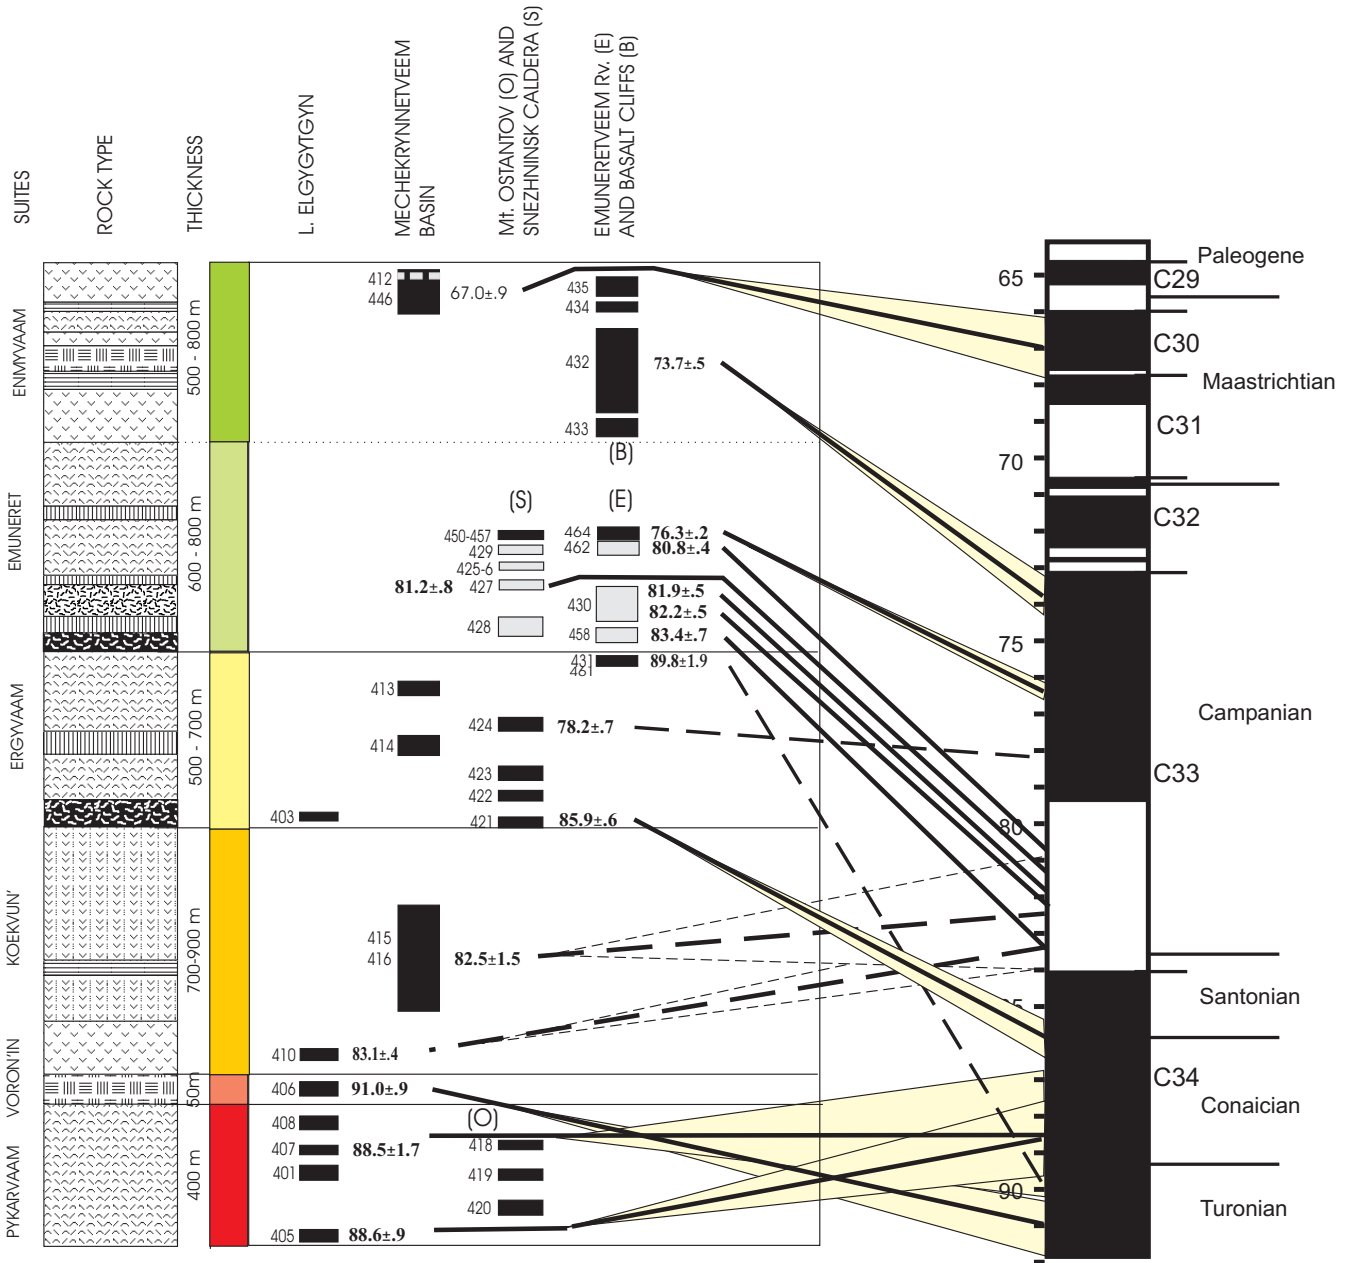 SUITES
ROCK TYPE
THICKNESS
L. ELGYGYTGYN
MECHEKRYNNETVEEM
BASIN
Mt. OSTANTOV (O) AND
SNEZHNINSK CALDERA (S)
EMUNERETVEEM Rv. (E)
AND BASALT CLIFFS (B)
ENMYVAAM
500 - 800 m
412
446
67.0±.9
435
434
432
73.7±.5
433
(B)
EMUNERET
600 - 800 m
(S)
(E)
450-457
429
425-6
81.2±.8
427
428
464
76.3±.2
462
80.8±.4
81.9±.5
430
82.2±.5
458
83.4±.7
431
89.8±1.9
461
ERGYVAAM
500 - 700 m
413
424
78.2±.7
414
423
422
403
421
85.9±.6
KOEKVUN'
700-900 m
415
416
82.5±1.5
410
83.1±.4
VORON'IN
50m
406
91.0±.9
PYKARVAAM
400 m
408
(O)
407
88.5±1.7
418
401
419
420
405
88.6±.9
65
70
75
80
85
90
Paleogene
C29
C30
Maastrichtian
C31
C32
Campanian
C33
Santonian
C34
Conaician
Turonian